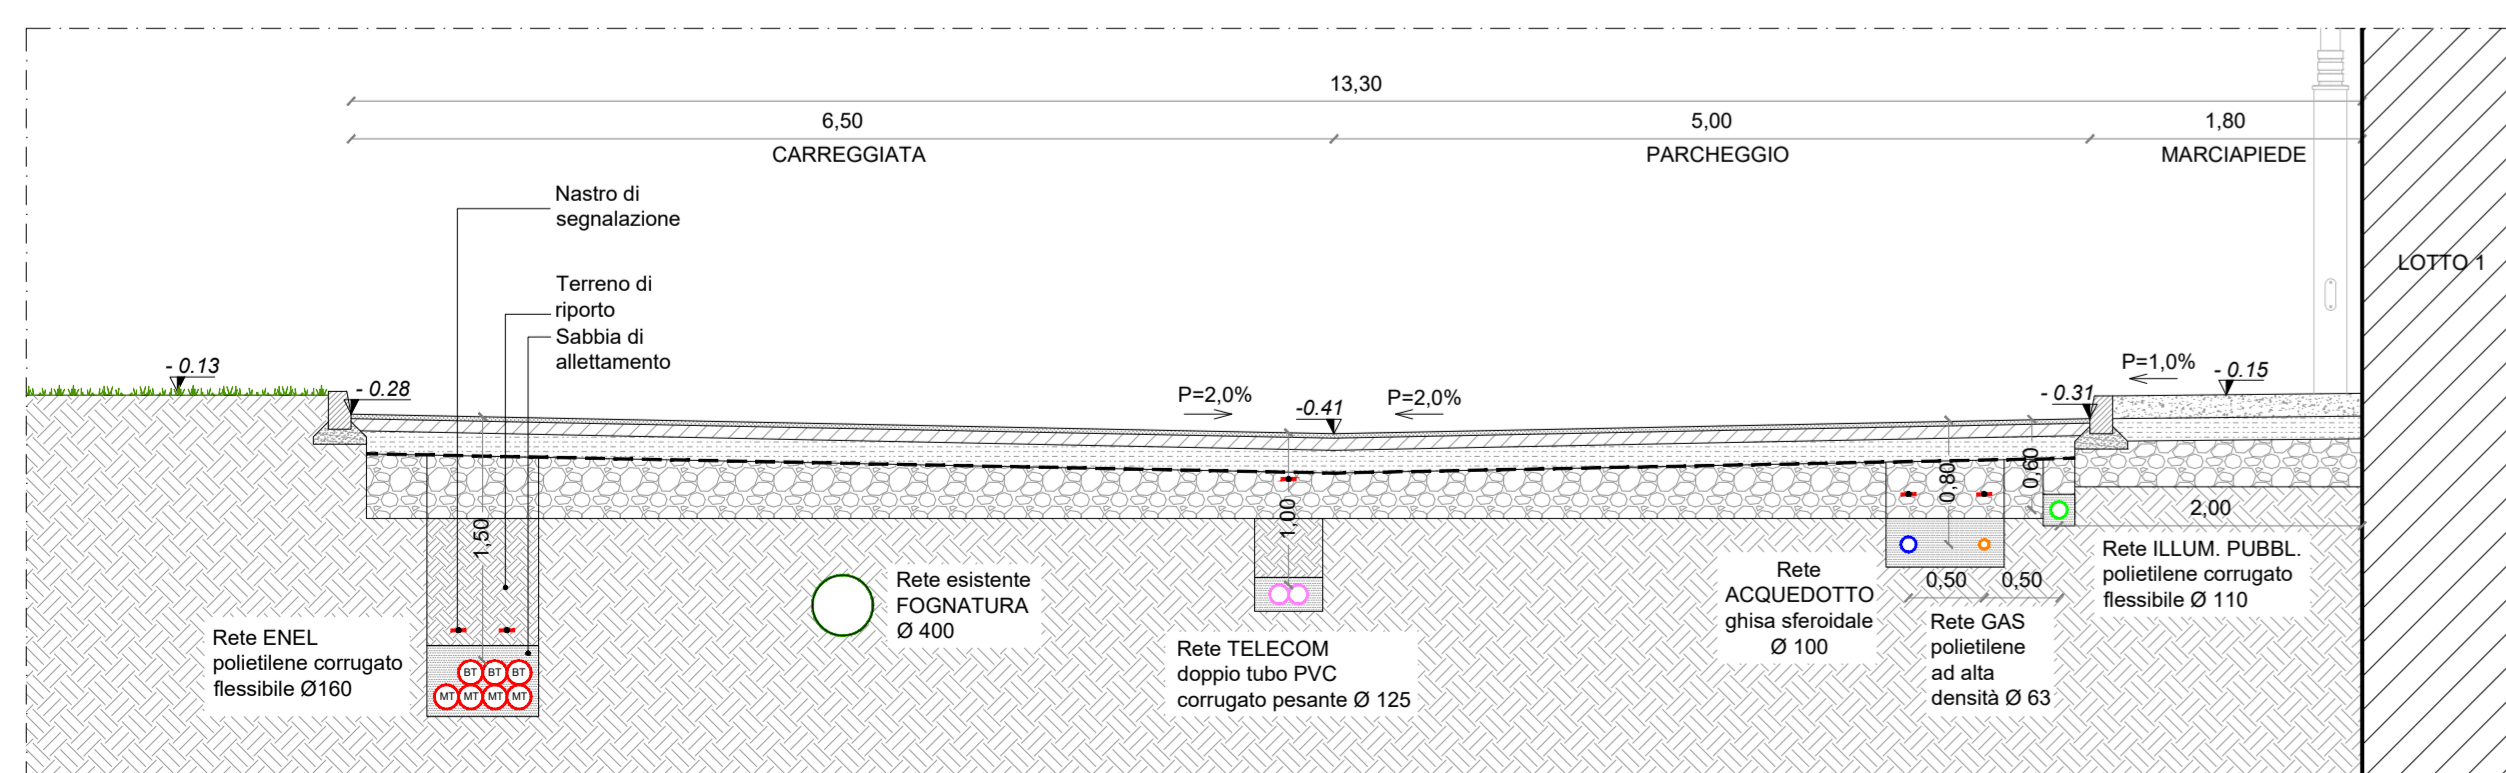 13,30
6,50
5,00
1,80
CARREGGIATA
PARCHEGGIO
MARCIAPIEDE
Nastro di
segnalazione
Terreno di
riporto
Sabbia di
allettamento
LOTTO 1
- 0.13
- 0.28
P=2,0%
-0.41
P=2,0%
- 0.31
P=1,0%
- 0.15
1,50
1,00
0,80
0,60
2,00
Rete ENEL
polietilene corrugato
flessibile Ø160
BT BT BT
MT MT MT MT
Rete esistente
FOGNATURA
Ø 400
Rete TELECOM
doppio tubo PVC
corrugato pesante Ø 125
Rete
ACQUEDOTTO
ghisa sferoidale
Ø 100
0,50
0,50
Rete GAS
polietilene
ad alta
densità Ø 63
Rete ILLUM. PUBBL.
polietilene corrugato
flessibile Ø 110